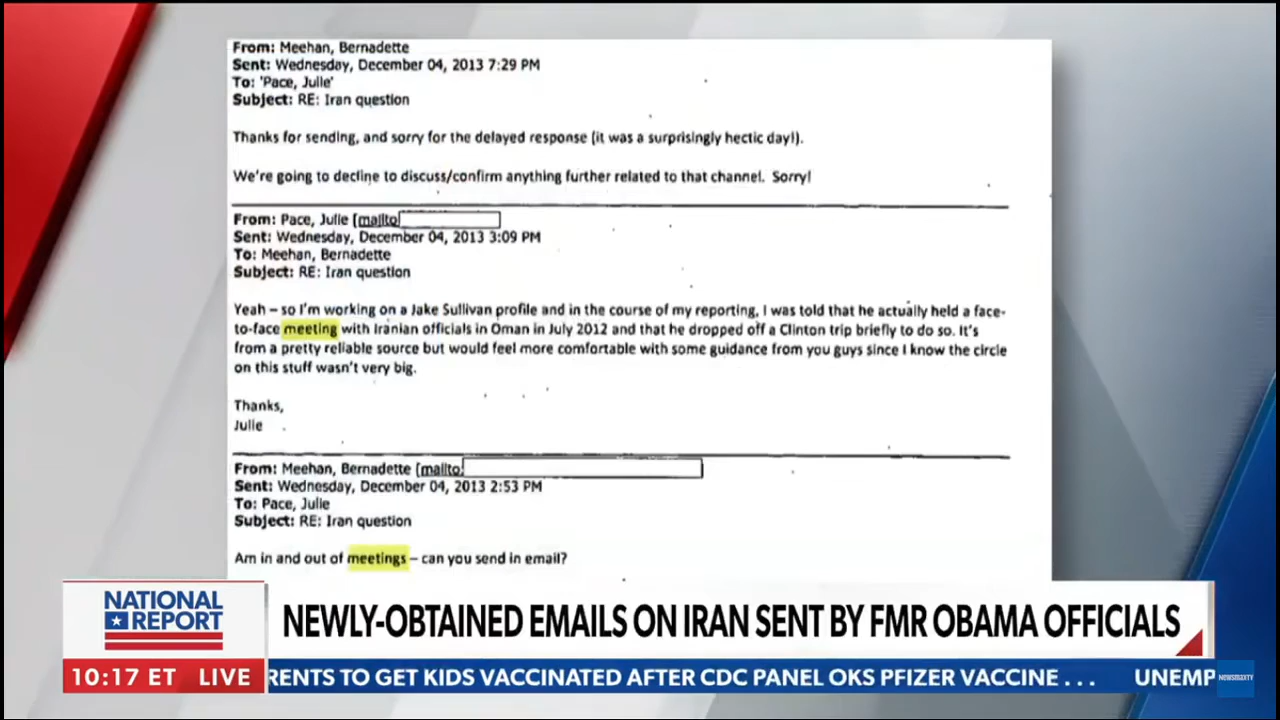 From: Meehan, Bernadette
Sent: Wednesday, December 04, 2013 7:29 PM
To: 'Pace, Julie'
Subject: RE: Iran question
Thanks for sending, and sorry for the delayed response (it was a surprisingly hectic day!).
We're going to decline to discuss/confirm anything further related to that channel. Sorry!
From: Pace, Julie [mailto
Sent: Wednesday, December 04, 2013 3:09 PM
To: Meehan, Bernadette
Subject: RE: Iran question
Yeah – so I'm working on a Jake Sullivan profile and in the course of my reporting, I was told that he actually held a face-
to-face meeting with Iranian officials in Oman in July 2012 and that he dropped off a Clinton trip briefly to do so. It's
from a pretty reliable source but would feel more comfortable with some guidance from you guys since I know the circle
on this stuff wasn't very big.
Thanks,
Julie
From: Meehan, Bernadette [mailto:
Sent: Wednesday, December 04, 2013 2:53 PM
To: Pace, Julie
Subject: RE: Iran question
Am in and out of meetings – can you send in email?
NATIONAL
REPORT
NEWLY-OBTAINED EMAILS ON IRAN SENT BY FMR OBAMA OFFICIALS
10:17 ET LIVE
RENTS TO GET KIDS VACCINATED AFTER CDC PANEL OKS PFIZER VACCINE . . . UNEMP
NEWSMAXTV